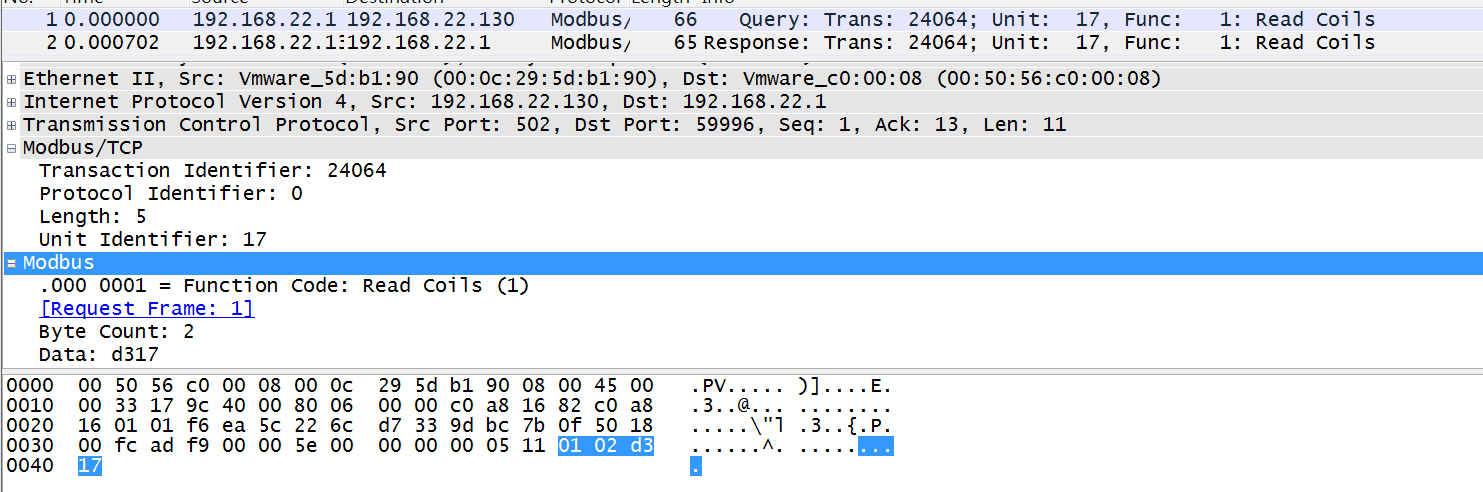 No. Time Source Destination Protocol Length Info
1 0.000000 192.168.22.1 192.168.22.130 Modbus/ 66 Query: Trans: 24064; Unit: 17, Func: 1: Read Coils
2 0.000702 192.168.22.13 192.168.22.1 Modbus/ 65 Response: Trans: 24064; Unit: 17, Func: 1: Read Coils
Ethernet II, Src: Vmware_5d:b1:90 (00:0c:29:5d:b1:90), Dst: Vmware_c0:00:08 (00:50:56:c0:00:08)
Internet Protocol Version 4, Src: 192.168.22.130, Dst: 192.168.22.1
Transmission Control Protocol, Src Port: 502, Dst Port: 59996, Seq: 1, Ack: 13, Len: 11
Modbus/TCP
Transaction Identifier: 24064
Protocol Identifier: 0
Length: 5
Unit Identifier: 17
Modbus
.000 0001 = Function Code: Read Coils (1)
[Request Frame: 1]
Byte Count: 2
Data: d317
0000 00 50 56 c0 00 08 00 0c 29 5d b1 90 08 00 45 00 .PV..... )]....E.
0010 00 33 17 9c 40 00 80 06 00 00 c0 a8 16 82 c0 a8 .3..@... ........
0020 16 01 01 f6 ea 5c 22 6c d7 33 9d bc 7b 0f 50 18 .....\"l .3..{.P.
0030 00 fc ad f9 00 00 5e 00 00 00 00 05 11 01 02 d3 ......^. ........
0040 17 .